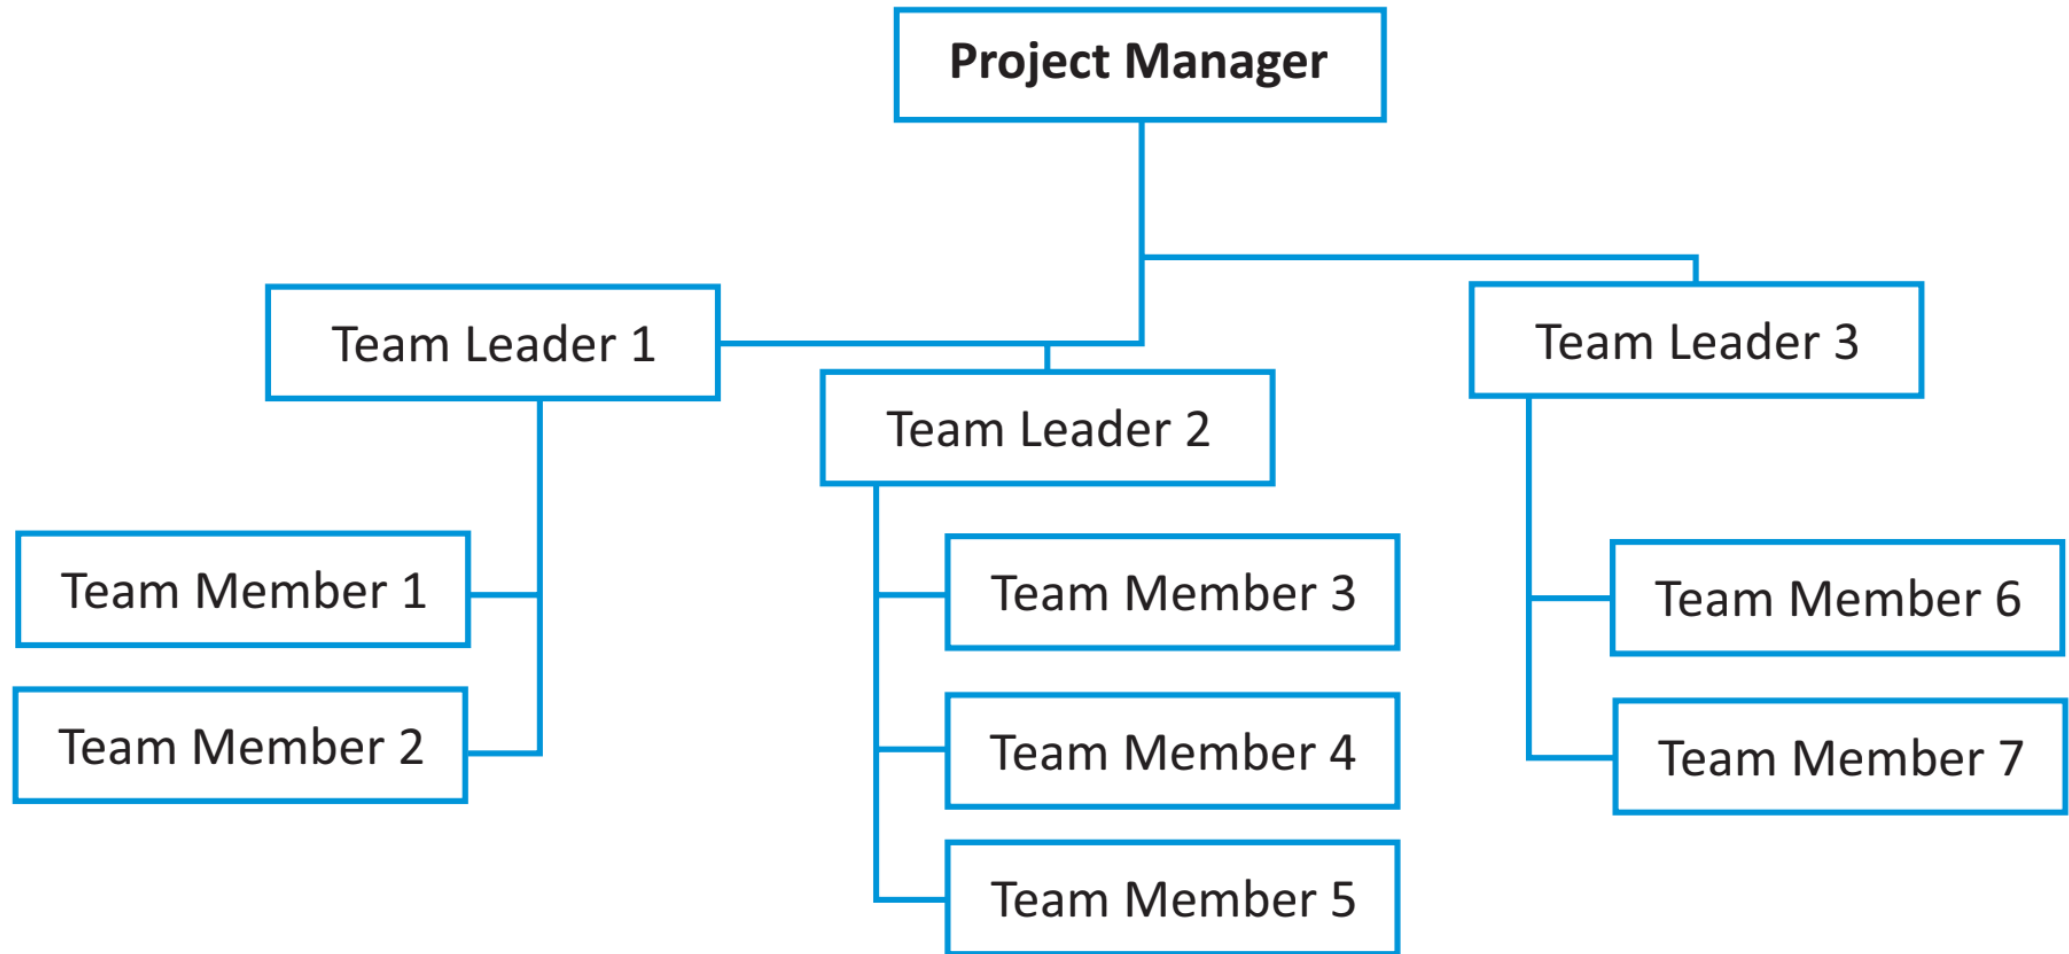 Project Manager
Team Leader 1
Team Leader 2
Team Leader 3
Team Member 1
Team Member 2
Team Member 3
Team Member 4
Team Member 5
Team Member 6
Team Member 7